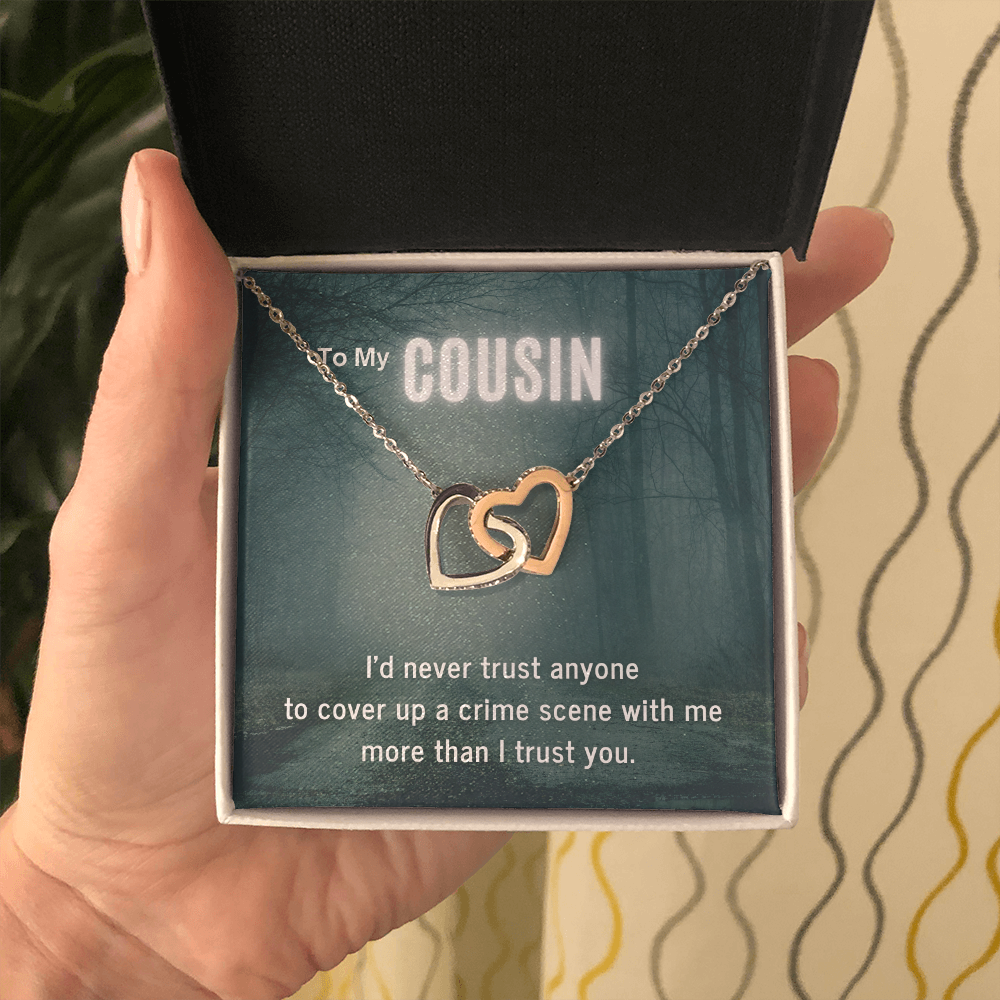 To My COUSIN
I’d never trust anyone
to cover up a crime scene with me
more than I trust you.